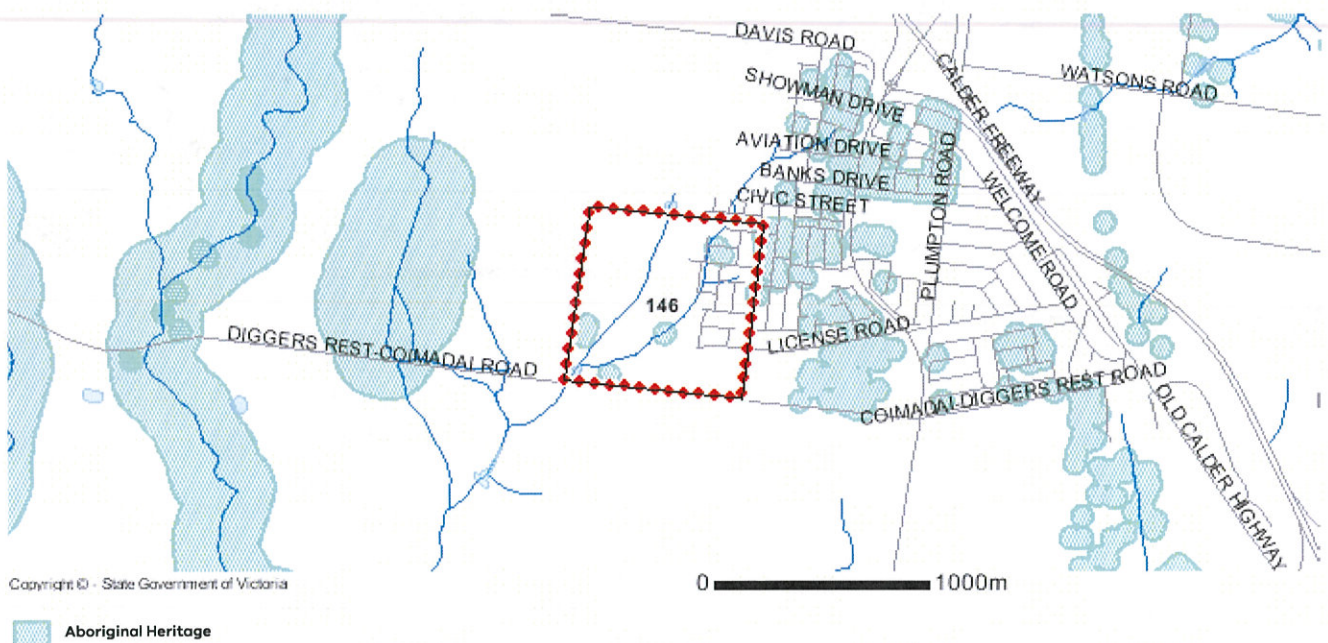 DAVIS ROAD
CALDER FREEWAY
WATSONS ROAD
SHOWMAN DRIVE
AVIATION DRIVE
BANKS DRIVE
CIVIC STREET
PLUMPTON ROAD
WELCOME ROAD
146
DIGGERS REST-COIMADAI ROAD
LICENSE ROAD
COIMADAI-DIGGERS REST ROAD
OLD CALDER HIGHWAY
Copyright © - State Government of Victoria
0 1000m
Aboriginal Heritage